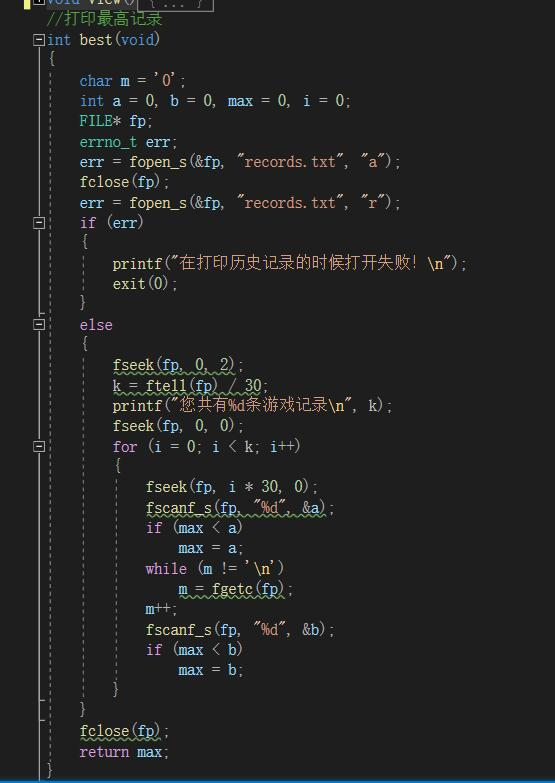 void view() { ... }
//打印最高记录
int best(void)
{
char m = '0';
int a = 0, b = 0, max = 0, i = 0;
FILE* fp;
errno_t err;
err = fopen_s(&fp, "records.txt", "a");
fclose(fp);
err = fopen_s(&fp, "records.txt", "r");
if (err)
{
printf("在打印历史记录的时候打开失败! \n");
exit(0);
}
else
{
fseek(fp, 0, 2);
k = ftell(fp) / 30;
printf("您共有%d条游戏记录\n", k);
fseek(fp, 0, 0);
for (i = 0; i < k; i++)
{
fseek(fp, i * 30, 0);
fscanf_s(fp, "%d", &a);
if (max < a)
max = a;
while (m != '\n')
m = fgetc(fp);
m++;
fscanf_s(fp, "%d", &b);
if (max < b)
max = b;
}
}
fclose(fp);
return max;
}